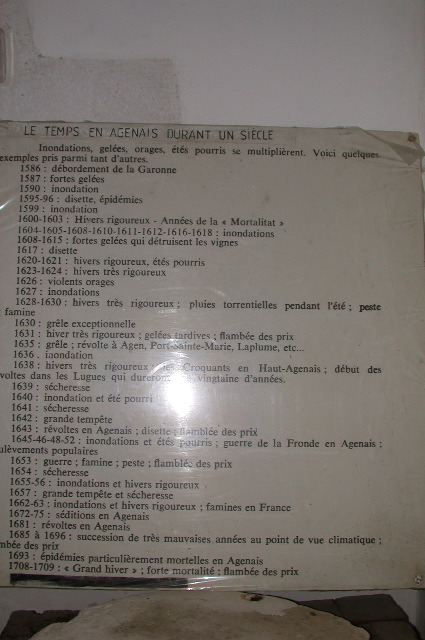 LE TEMPS EN AGENAIS DURANT UN SIÈCLE
Inondations, gelées, orages, étés pourris se multiplièrent. Voici quelques
exemples pris parmi tant d'autres.
1586 : débordement de la Garonne
1587 : fortes gelées
1590 : inondation
1595-96 : disette, épidémies
1599 : inondation
1600-1603 : Hivers rigoureux - Années de la « Mortalitat »
1604-1605-1608-1610-1611-1612-1616-1618 : inondations
1608-1615 : fortes gelées qui détruisent les vignes
1617 : disette
1620-1621 : hivers rigoureux, étés pourris
1623-1624 : hivers très rigoureux
1626 : violents orages
1627 : inondations
1628-1630 : hivers très rigoureux ; pluies torrentielles pendant l'été ; peste
famine
1630 : grêle exceptionnelle
1631 : hiver très rigoureux ; gelées tardives ; flambée des prix
1635 : grêle ; révolte à Agen, Port-Sainte-Marie, Laplume, etc...
1636 . inondation
1638 : hivers très rigoureux Croquants en Haut-Agenais ; début des
voltes dans les Lugues qui durèrent vingtaine d'années.
1639 : sécheresse
1640 : inondation et été pourri
1641 : sécheresse
1642 : grande tempête
1643 : révoltes en Agenais ; disette ; flambée des prix
1645-46-48-52 : inondations et étés pourris ; guerre de la Fronde en Agenais ;
ulèvements populaires
1653 : guerre ; famine ; peste ; flambée des prix
1654 : sécheresse
1655-56 : inondations et hivers rigoureux
1657 : grande tempête et sécheresse
1662-63 : inondations et hivers rigoureux ; famines en France
1672-75 : séditions en Agenais
1681 : révoltes en Agenais
1685 à 1696 : succession de très mauvaises années au point de vue climatique ;
mbée des prix
1693 : épidémies particulièrement mortelles en Agenais
1708-1709 : « Grand hiver » ; forte mortalité ; flambée des prix